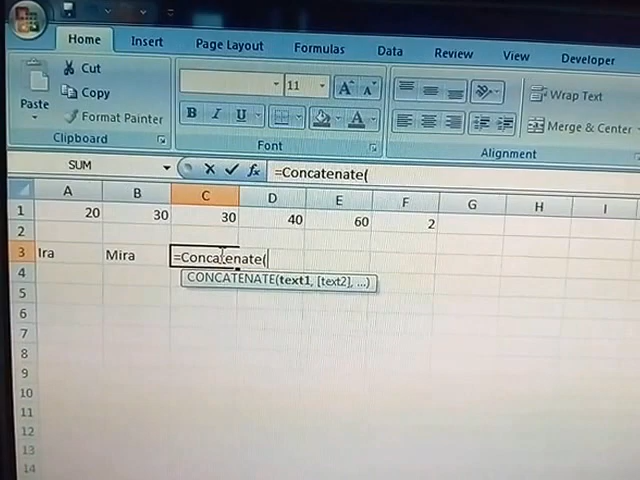 Home Insert Page Layout Formulas Data Review View Developer
Cut
Copy
Format Painter
Paste
11 A A
B I U A
Wrap Text
Merge & Center
Clipboard Font Alignment
SUM fx =Concatenate(
A B C D E F G H I
1 20 30 30 40 60 2
2
3 Ira Mira =Concatenate(
4 CONCATENATE(text1, [text2], ...)
5
6
7
8
9
10
11
12
13
14